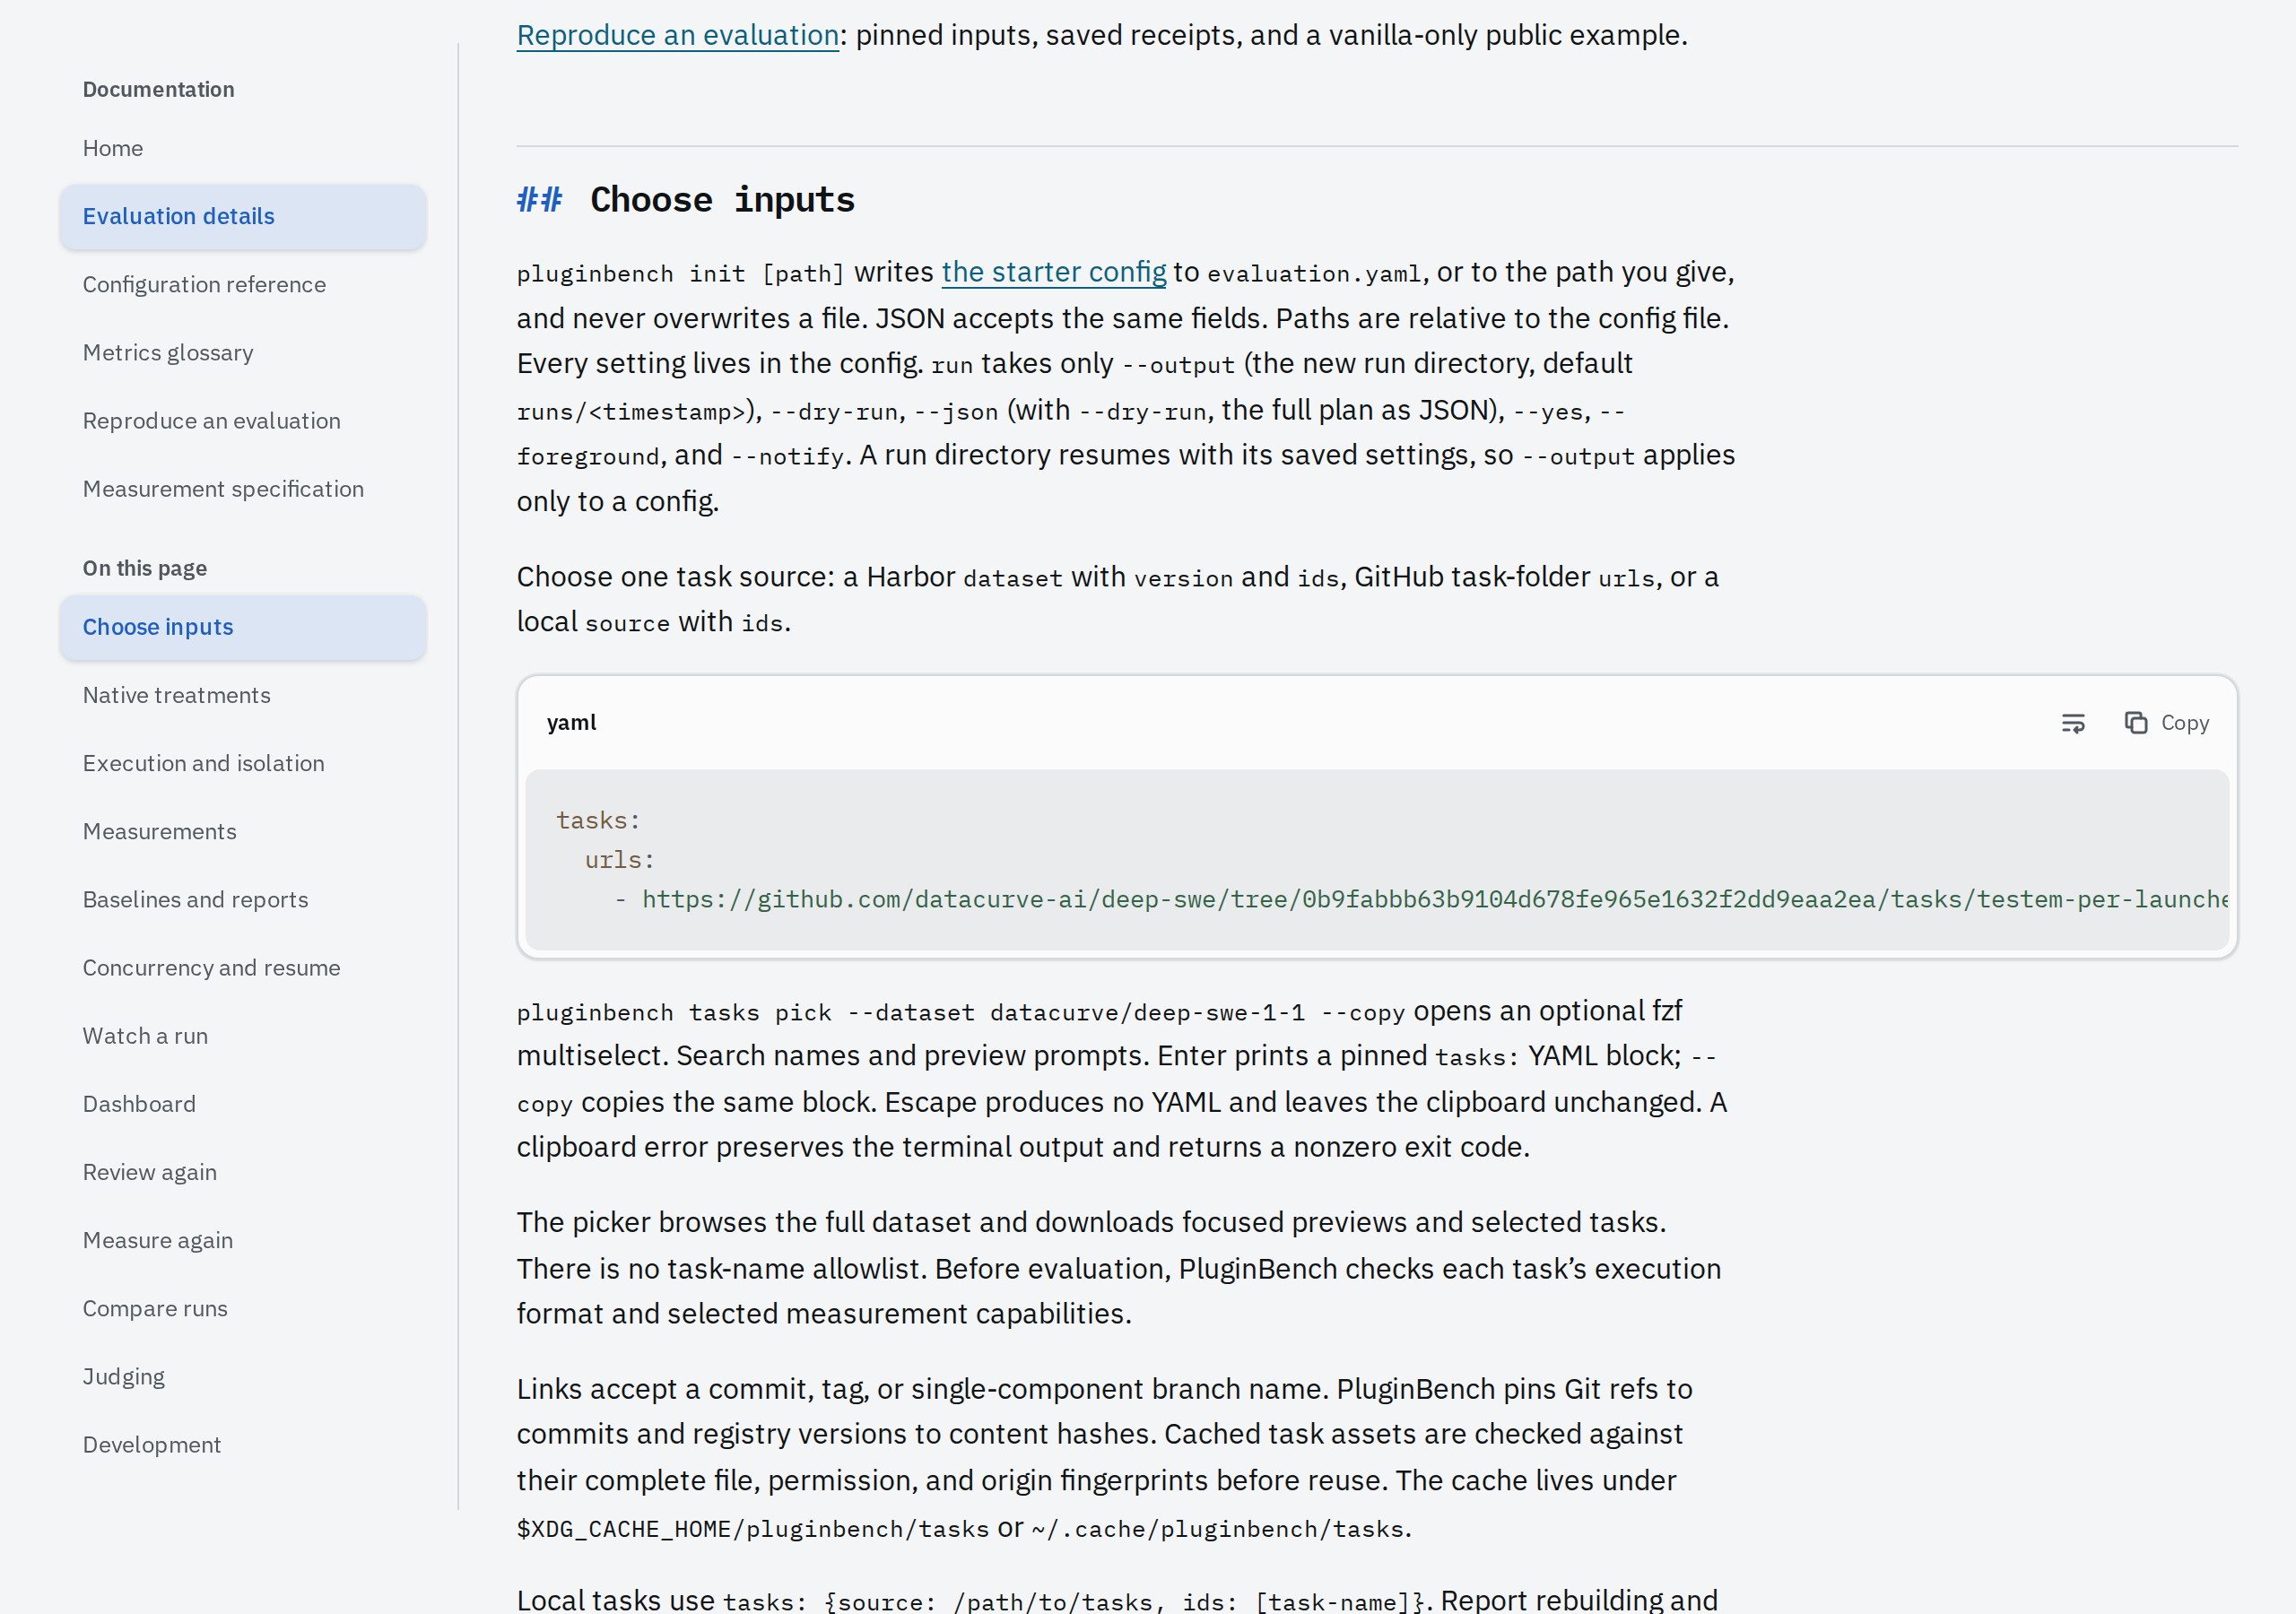 Documentation
Home
Evaluation details
Configuration reference
Metrics glossary
Reproduce an evaluation
Measurement specification
On this page
Choose inputs
Native treatments
Execution and isolation
Measurements
Baselines and reports
Concurrency and resume
Watch a run
Dashboard
Review again
Measure again
Compare runs
Judging
Development
Reproduce an evaluation: pinned inputs, saved receipts, and a vanilla-only public example.
## Choose inputs
pluginbench init [path] writes the starter config to evaluation.yaml, or to the path you give,
and never overwrites a file. JSON accepts the same fields. Paths are relative to the config file.
Every setting lives in the config. run takes only --output (the new run directory, default
runs/<timestamp>), --dry-run, --json (with --dry-run, the full plan as JSON), --yes, --
foreground, and --notify. A run directory resumes with its saved settings, so --output applies
only to a config.
Choose one task source: a Harbor dataset with version and ids, GitHub task-folder urls, or a
local source with ids.
yaml
Copy
tasks:
  urls:
    - https://github.com/datacurve-ai/deep-swe/tree/0b9fabbb63b9104d678fe965e1632f2dd9eaa2ea/tasks/testem-per-launche
pluginbench tasks pick --dataset datacurve/deep-swe-1-1 --copy opens an optional fzf
multiselect. Search names and preview prompts. Enter prints a pinned tasks: YAML block; --
copy copies the same block. Escape produces no YAML and leaves the clipboard unchanged. A
clipboard error preserves the terminal output and returns a nonzero exit code.
The picker browses the full dataset and downloads focused previews and selected tasks.
There is no task-name allowlist. Before evaluation, PluginBench checks each task’s execution
format and selected measurement capabilities.
Links accept a commit, tag, or single-component branch name. PluginBench pins Git refs to
commits and registry versions to content hashes. Cached task assets are checked against
their complete file, permission, and origin fingerprints before reuse. The cache lives under
$XDG_CACHE_HOME/pluginbench/tasks or ~/.cache/pluginbench/tasks.
Local tasks use tasks: {source: /path/to/tasks, ids: [task-name]}. Report rebuilding and